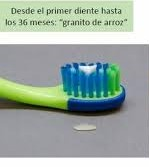 Desde el primer diente hasta
los 36 meses: "granito de arroz"